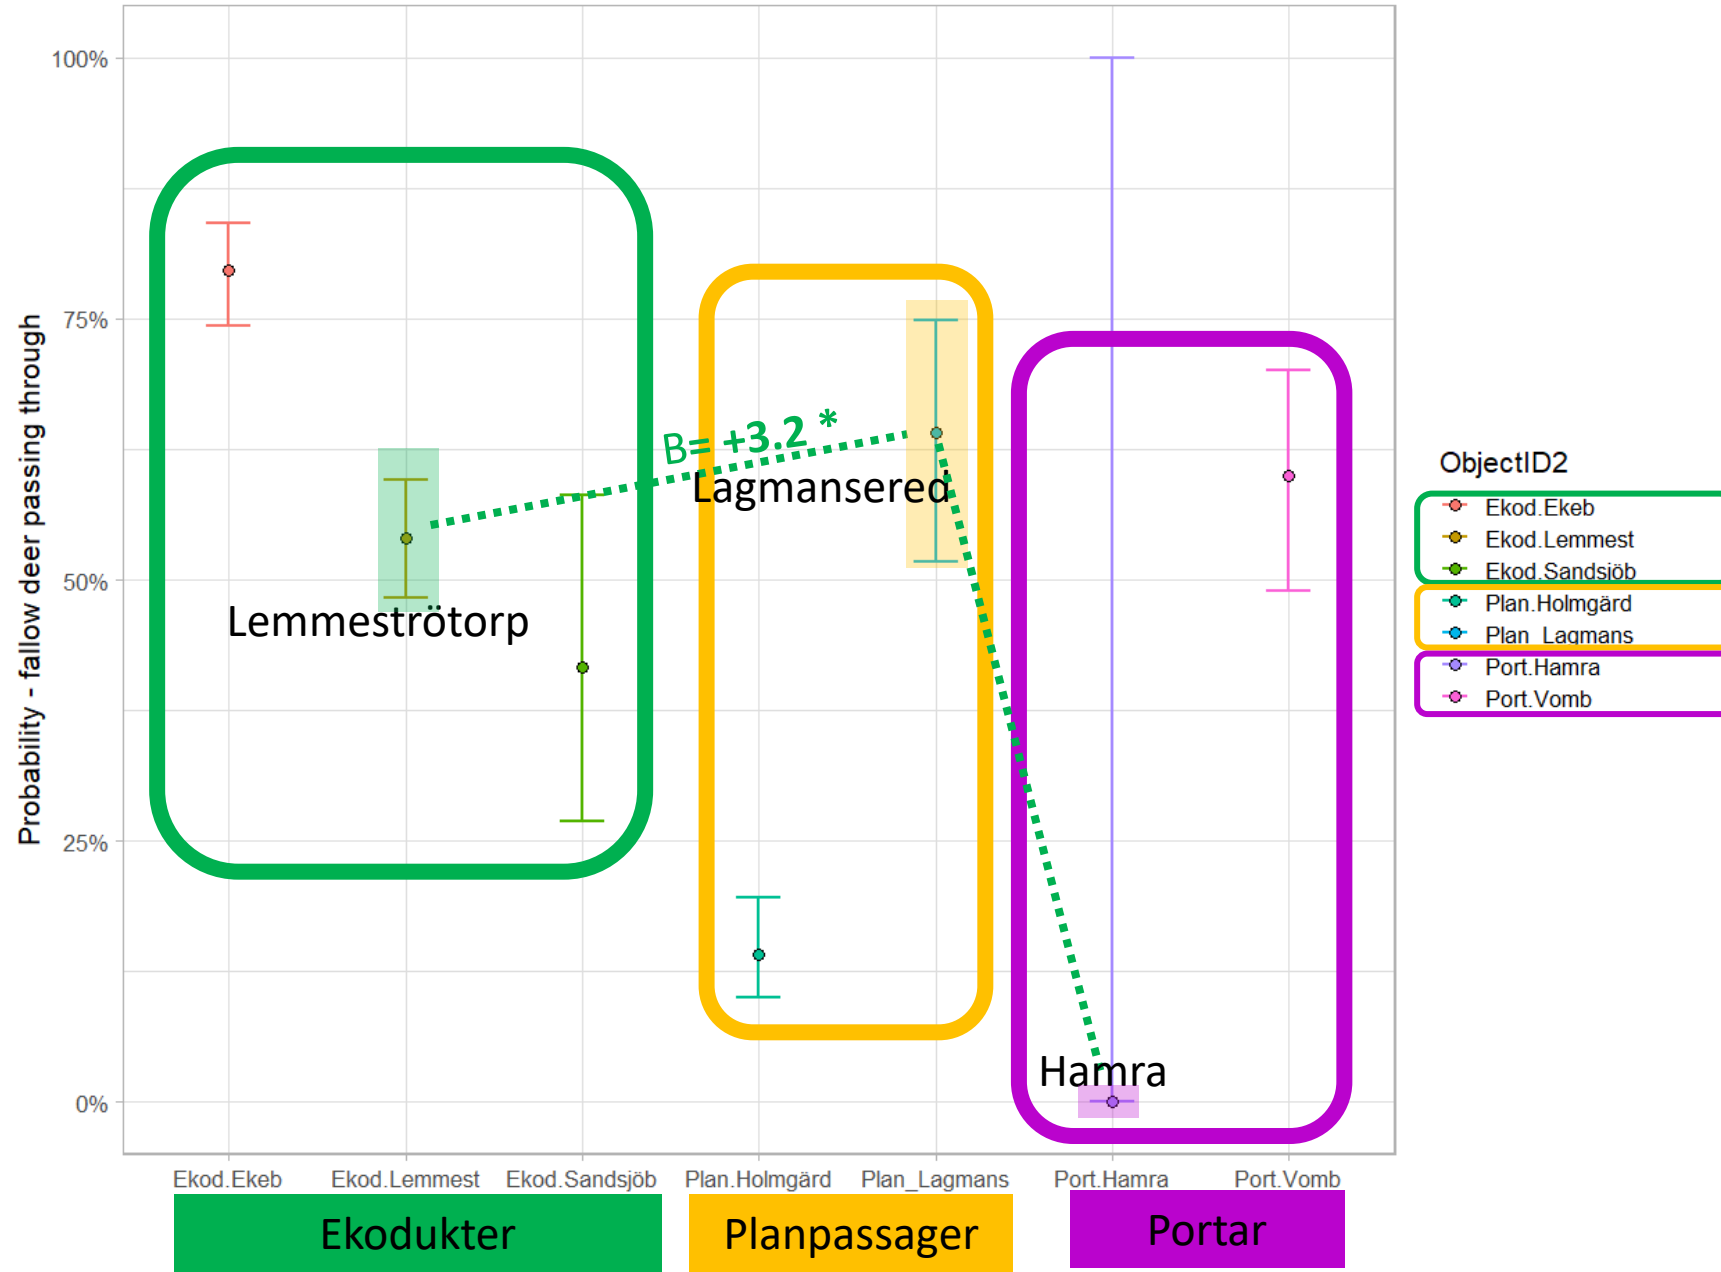 Probability - fallow deer passing through
100%
75%
50%
25%
0%
B= +3.2 *
Lagmansered
Lemmeströtorp
Hamra
ObjectID2
Ekod.Ekeb
Ekod.Lemmest
Ekod.Sandsjöb
Plan.Holmgärd
Plan_Lagmans
Port.Hamra
Port.Vomb
Ekod.Ekeb Ekod.Lemmest Ekod.Sandsjöb Plan.Holmgärd Plan_Lagmans Port.Hamra Port.Vomb
Ekodukter Planpassager Portar